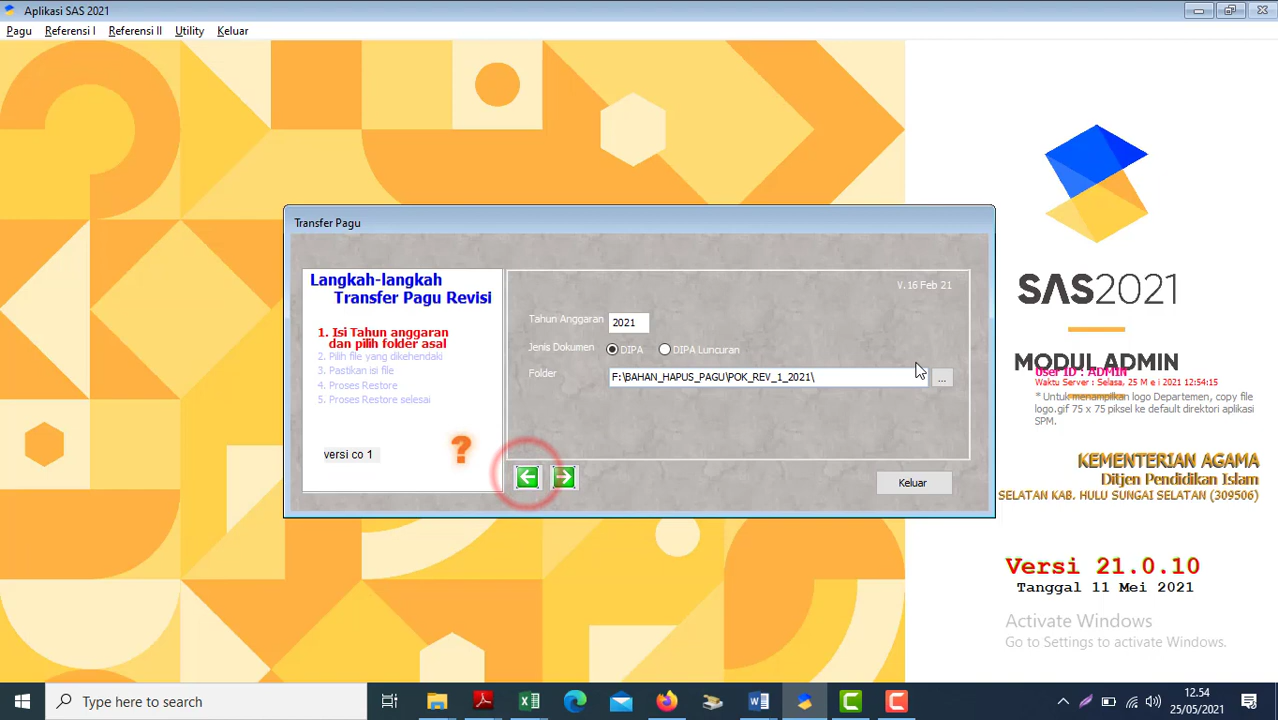 Aplikasi SAS 2021
Pagu Referensi I Referensi II Utility Keluar
Transfer Pagu
Langkah-langkah
Transfer Pagu Revisi
1. Isi Tahun anggaran
dan pilih folder asal
2. Pilih file yang dikehendaki
3. Pastikan isi file
4. Proses Restore
5. Proses Restore selesai
versi co 1
?
V.16 Feb 21
Tahun Anggaran 2021
Jenis Dokumen DIPA DIPA Luncuran
Folder F:\BAHAN_HAPUS_PAGU\POK_REV_1_2021\ ...
Keluar
SAS2021
MODUL ADMIN
User ID : ADMIN
Waktu Server : Selasa, 25 M e i 2021 12:54:15
* Untuk menampilkan logo Departemen, copy file
logo.gif 75 x 75 piksel ke default direktori aplikasi
SPM.
KEMENTERIAN AGAMA
Ditjen Pendidikan Islam
SELATAN KAB. HULU SUNGAI SELATAN (309506)
Versi 21.0.10
Tanggal 11 Mei 2021
Activate Windows
Go to Settings to activate Windows.
Type here to search
12.54
25/05/2021